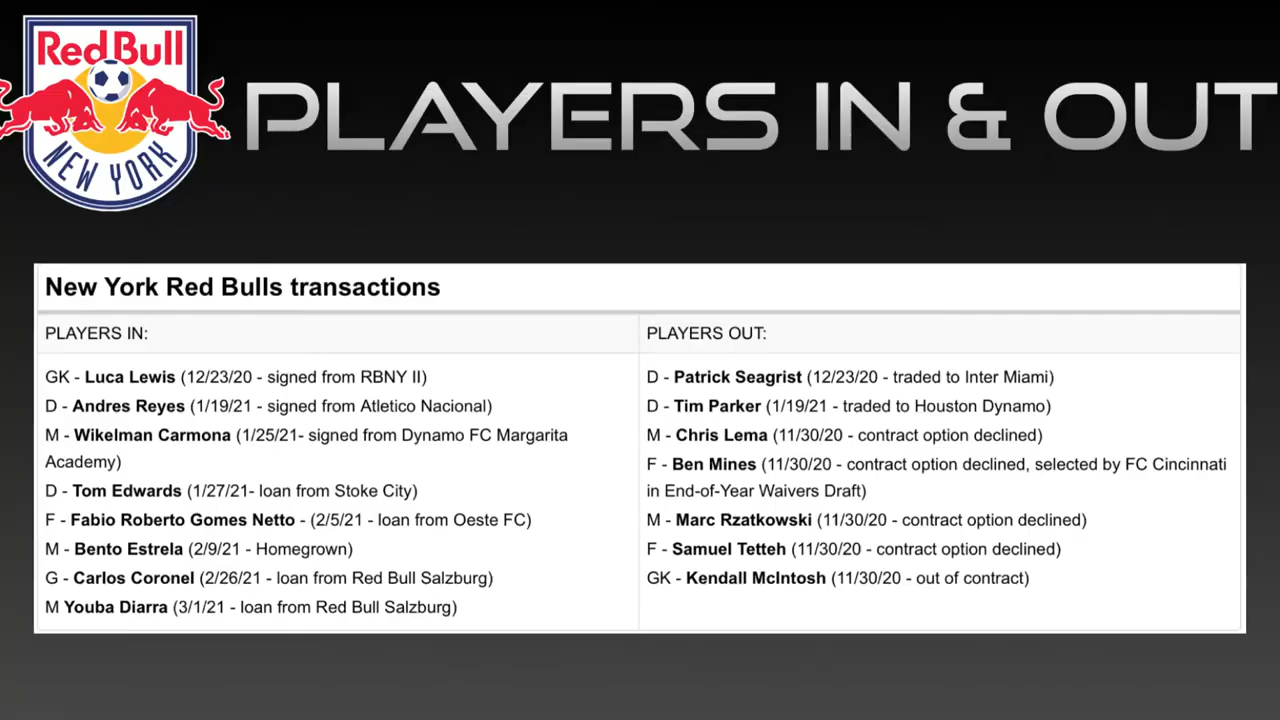 Red Bull
NEW YORK
PLAYERS IN & OUT
New York Red Bulls transactions
PLAYERS IN:
GK - Luca Lewis (12/23/20 - signed from RBNY II)
D - Andres Reyes (1/19/21 - signed from Atletico Nacional)
M - Wikelman Carmona (1/25/21- signed from Dynamo FC Margarita
Academy)
D - Tom Edwards (1/27/21- loan from Stoke City)
F - Fabio Roberto Gomes Netto - (2/5/21 - loan from Oeste FC)
M - Bento Estrela (2/9/21 - Homegrown)
G - Carlos Coronel (2/26/21 - loan from Red Bull Salzburg)
M Youba Diarra (3/1/21 - loan from Red Bull Salzburg)
PLAYERS OUT:
D - Patrick Seagrist (12/23/20 - traded to Inter Miami)
D - Tim Parker (1/19/21 - traded to Houston Dynamo)
M - Chris Lema (11/30/20 - contract option declined)
F - Ben Mines (11/30/20 - contract option declined, selected by FC Cincinnati
in End-of-Year Waivers Draft)
M - Marc Rzatkowski (11/30/20 - contract option declined)
F - Samuel Tetteh (11/30/20 - contract option declined)
GK - Kendall McIntosh (11/30/20 - out of contract)